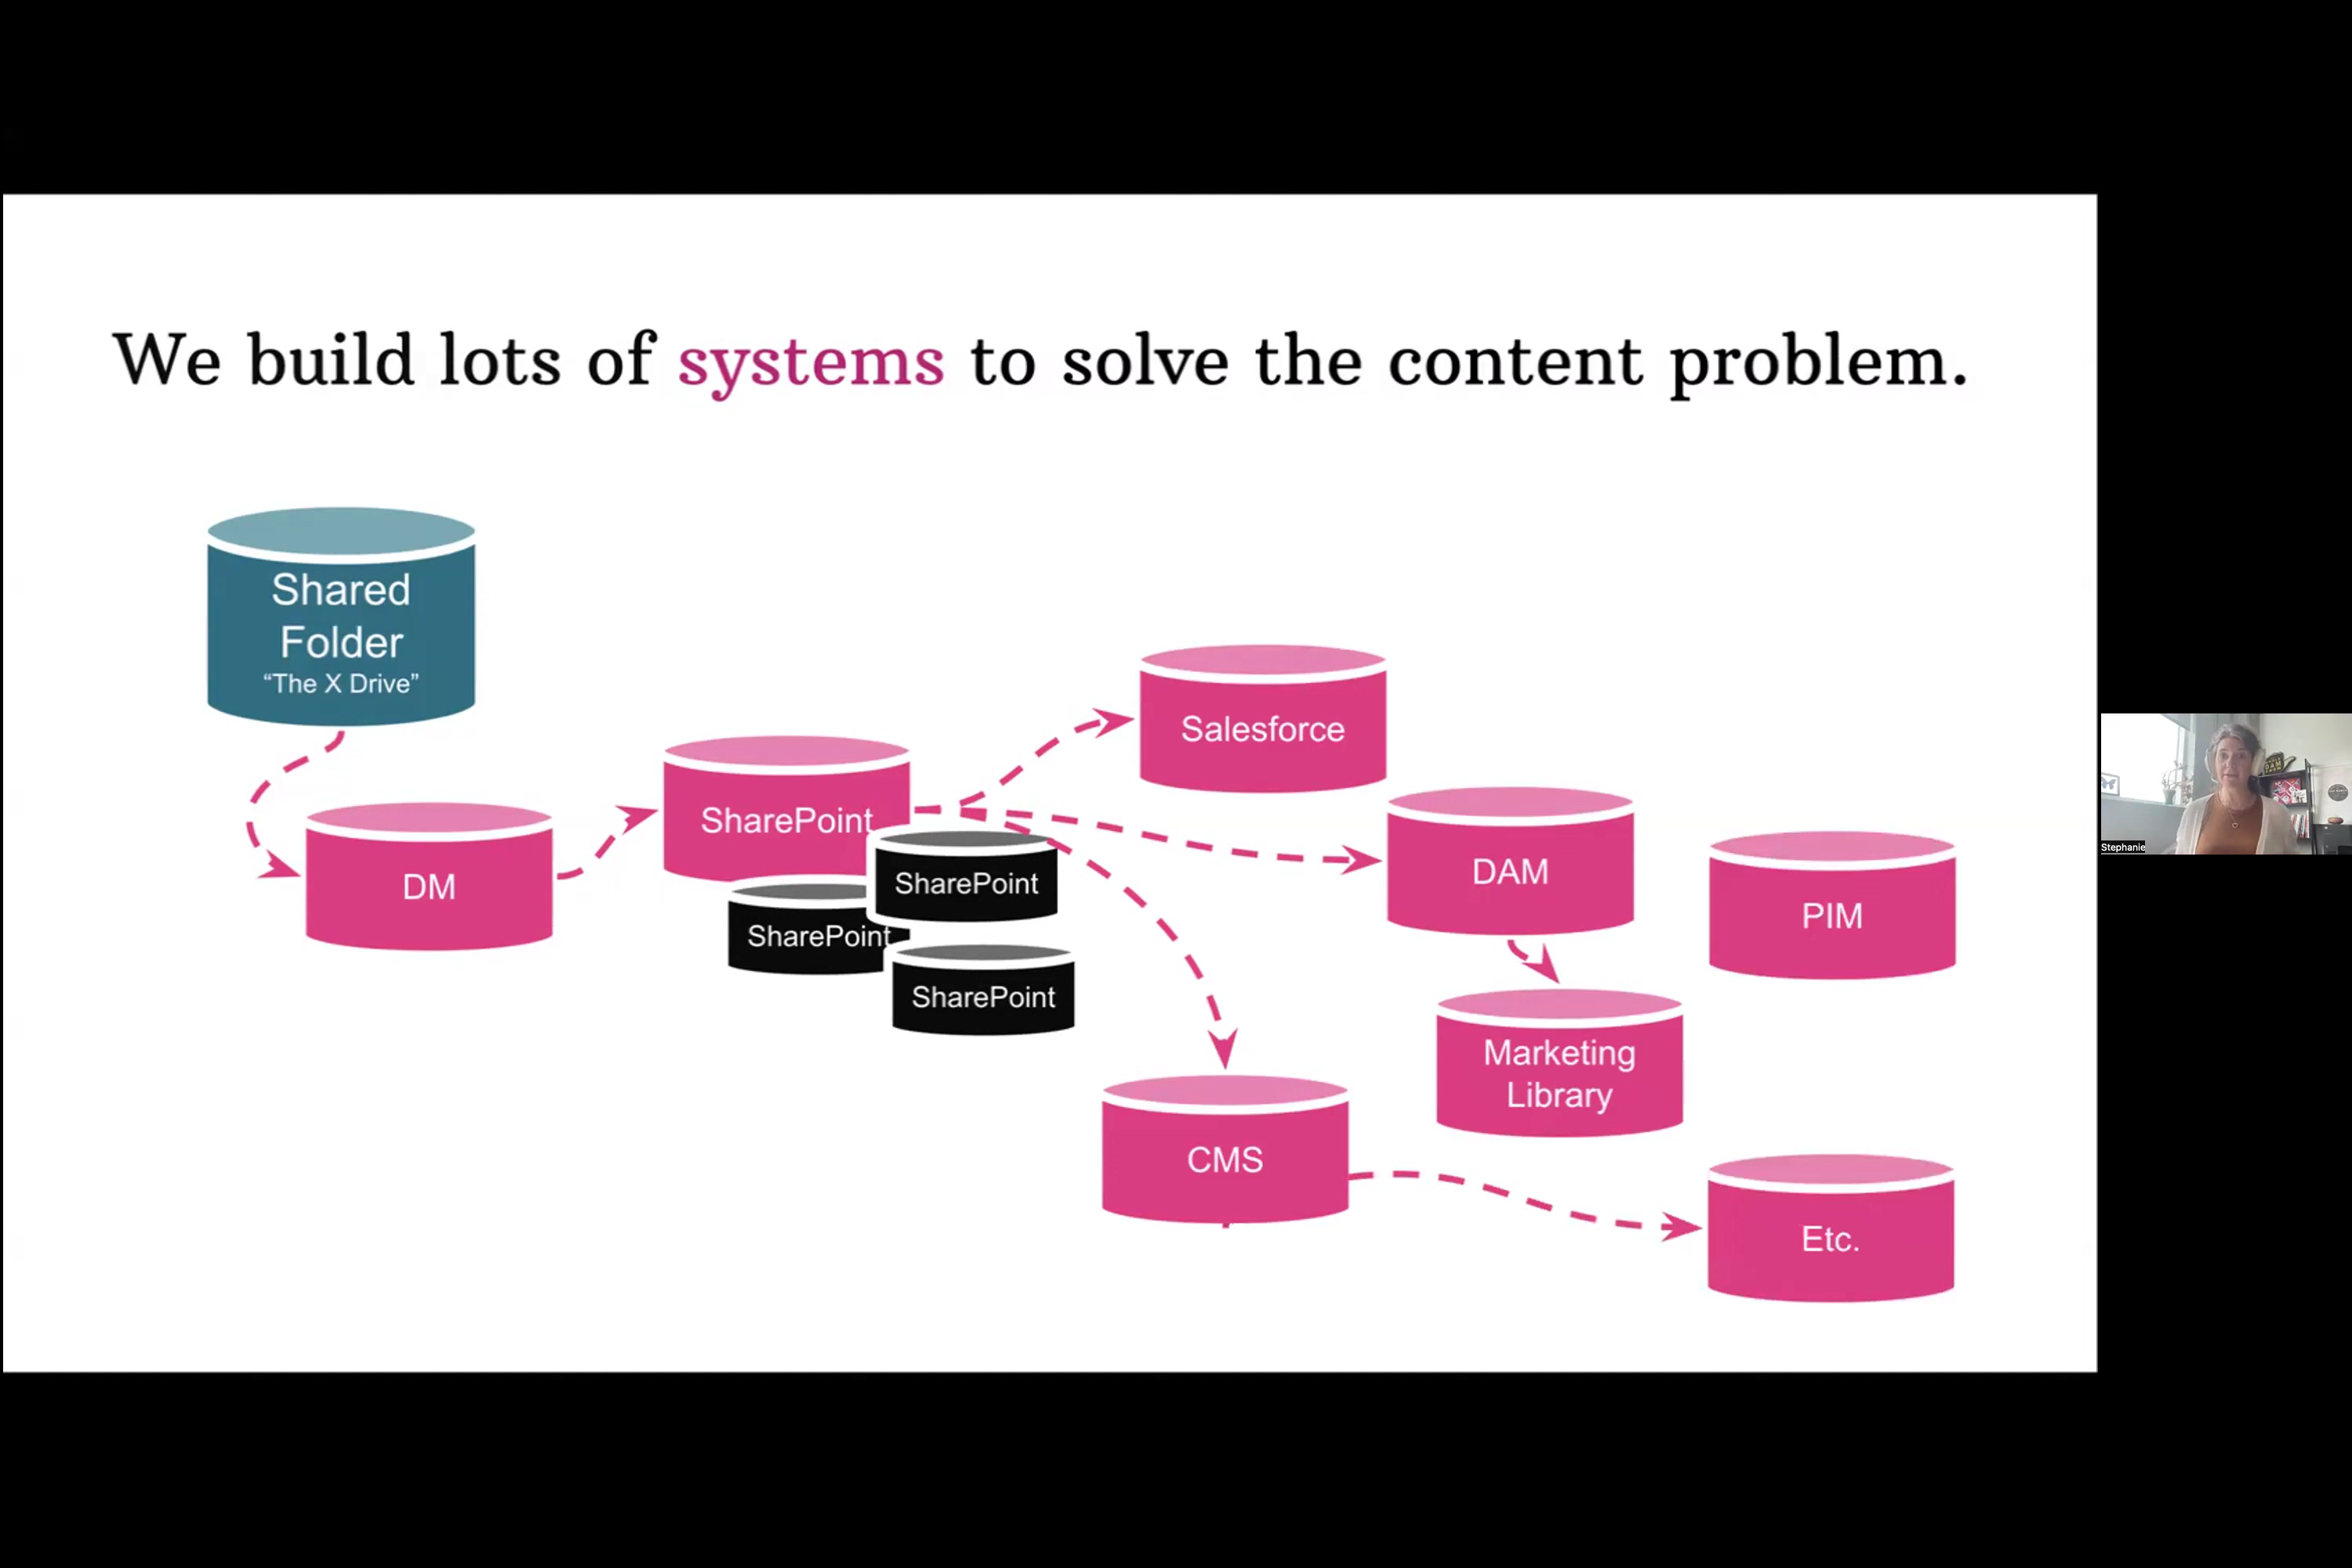 We build lots of systems to solve the content problem.
Shared
Folder
“The X Drive”
DM
SharePoint
SharePoint
SharePoint
SharePoint
Salesforce
DAM
PIM
Marketing
Library
CMS
Etc.
Stephanie